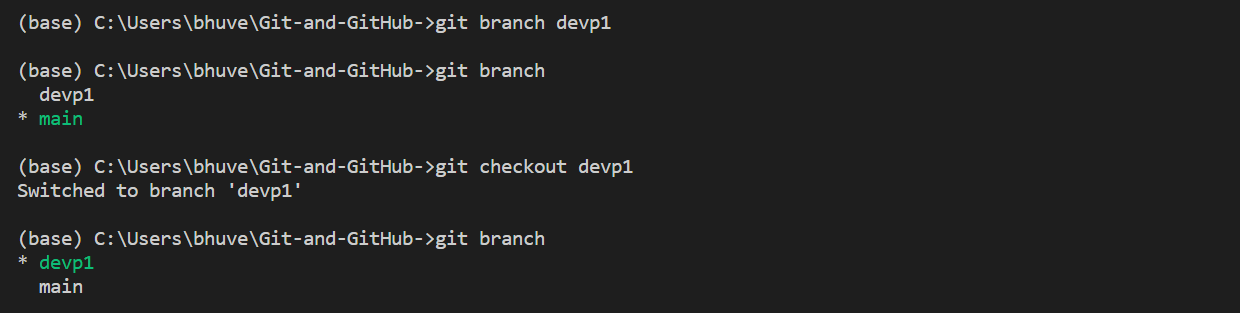 (base) C:\Users\bhuve\Git-and-GitHub->git branch devp1
(base) C:\Users\bhuve\Git-and-GitHub->git branch
  devp1
* main
(base) C:\Users\bhuve\Git-and-GitHub->git checkout devp1
Switched to branch 'devp1'
(base) C:\Users\bhuve\Git-and-GitHub->git branch
* devp1
  main